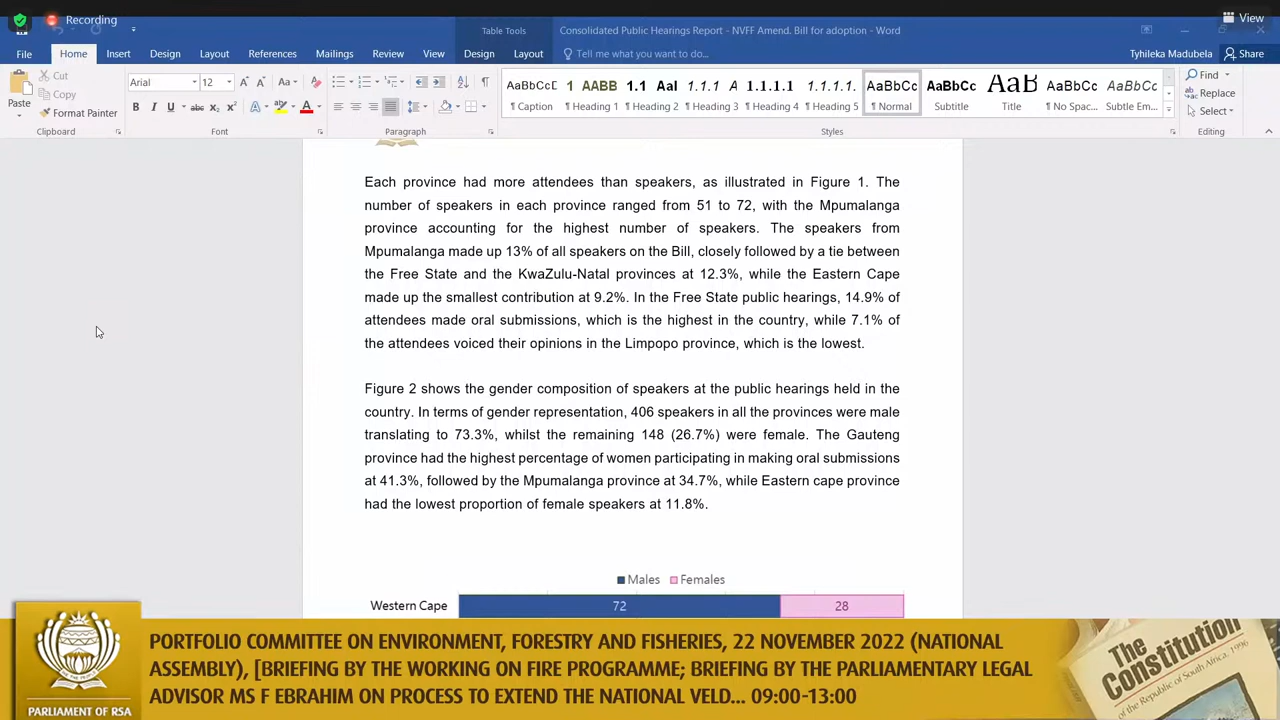 Recording
View
Table Tools
Consolidated Public Hearings Report - NVFF Amend. Bill for adoption - Word
File Home Insert Design Layout References Mailings Review View Design Layout Tell me what you want to do... Tyhileka Madubela Share
Paste Cut Copy Format Painter
Arial 12 Aa
B I U abc X₂ X² A A
AaBbCcD ¶ Caption
1 AABB ¶ Heading 1
1.1 AaI ¶ Heading 2
1.1.1 A ¶ Heading 3
1.1.1.1 ¶ Heading 4
1.1.1.1. ¶ Heading 5
AaBbCc ¶ Normal
AaBbCc Subtitle
AaB Title
AaBbCc ¶ No Spac...
AaBbCc Subtle Em...
Find
Replace
Select
Clipboard Font Paragraph Styles Editing
Each province had more attendees than speakers, as illustrated in Figure 1. The
number of speakers in each province ranged from 51 to 72, with the Mpumalanga
province accounting for the highest number of speakers. The speakers from
Mpumalanga made up 13% of all speakers on the Bill, closely followed by a tie between
the Free State and the KwaZulu-Natal provinces at 12.3%, while the Eastern Cape
made up the smallest contribution at 9.2%. In the Free State public hearings, 14.9% of
attendees made oral submissions, which is the highest in the country, while 7.1% of
the attendees voiced their opinions in the Limpopo province, which is the lowest.
Figure 2 shows the gender composition of speakers at the public hearings held in the
country. In terms of gender representation, 406 speakers in all the provinces were male
translating to 73.3%, whilst the remaining 148 (26.7%) were female. The Gauteng
province had the highest percentage of women participating in making oral submissions
at 41.3%, followed by the Mpumalanga province at 34.7%, while Eastern cape province
had the lowest proportion of female speakers at 11.8%.
Males Females
Western Cape 72 28
PORTFOLIO COMMITTEE ON ENVIRONMENT, FORESTRY AND FISHERIES, 22 NOVEMBER 2022 (NATIONAL
ASSEMBLY), [BRIEFING BY THE WORKING ON FIRE PROGRAMME; BRIEFING BY THE PARLIAMENTARY LEGAL
ADVISOR MS F EBRAHIM ON PROCESS TO EXTEND THE NATIONAL VELD... 09:00-13:00
PARLIAMENT OF RSA
The
Constitution
of the Republic of South Africa, 1996